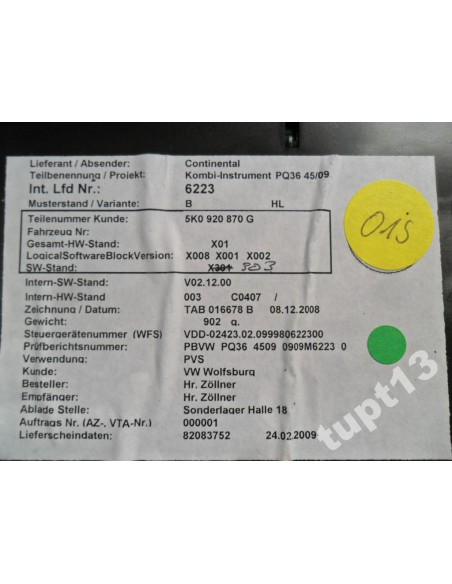 Lieferant / Absender: Continental
Teilbenennung / Projekt: Kombi-Instrument PQ36 45/09
Int. Lfd Nr.: 6223
Musterstand / Variante: B HL
Teilenummer Kunde: 5K0 920 870 G
Fahrzeug Nr:
Gesamt-HW-Stand: X01
LogicalSoftwareBlockVersion: X008 X001 X002
SW-Stand: X301 303
Intern-SW-Stand: V02.12.00
Intern-HW-Stand 003 C0407 /
Zeichnung / Datum: TAB 016678 B 08.12.2008
Gewicht: 902 g.
Steuergerätenummer (WFS) VDD-02423.02.099980622300
Prüfberichtsnummer: PBVW PQ36 4509 0909M6223 0
Verwendung: PVS
Kunde: VW Wolfsburg
Besteller: Hr. Zöllner
Empfänger: Hr. Zöllner
Ablade Stelle: Sonderlager Halle 18
Auftrags Nr. (AZ-, VTA-Nr.) 000001
Lieferscheindaten: 82083752 24.02.2009
tupt13